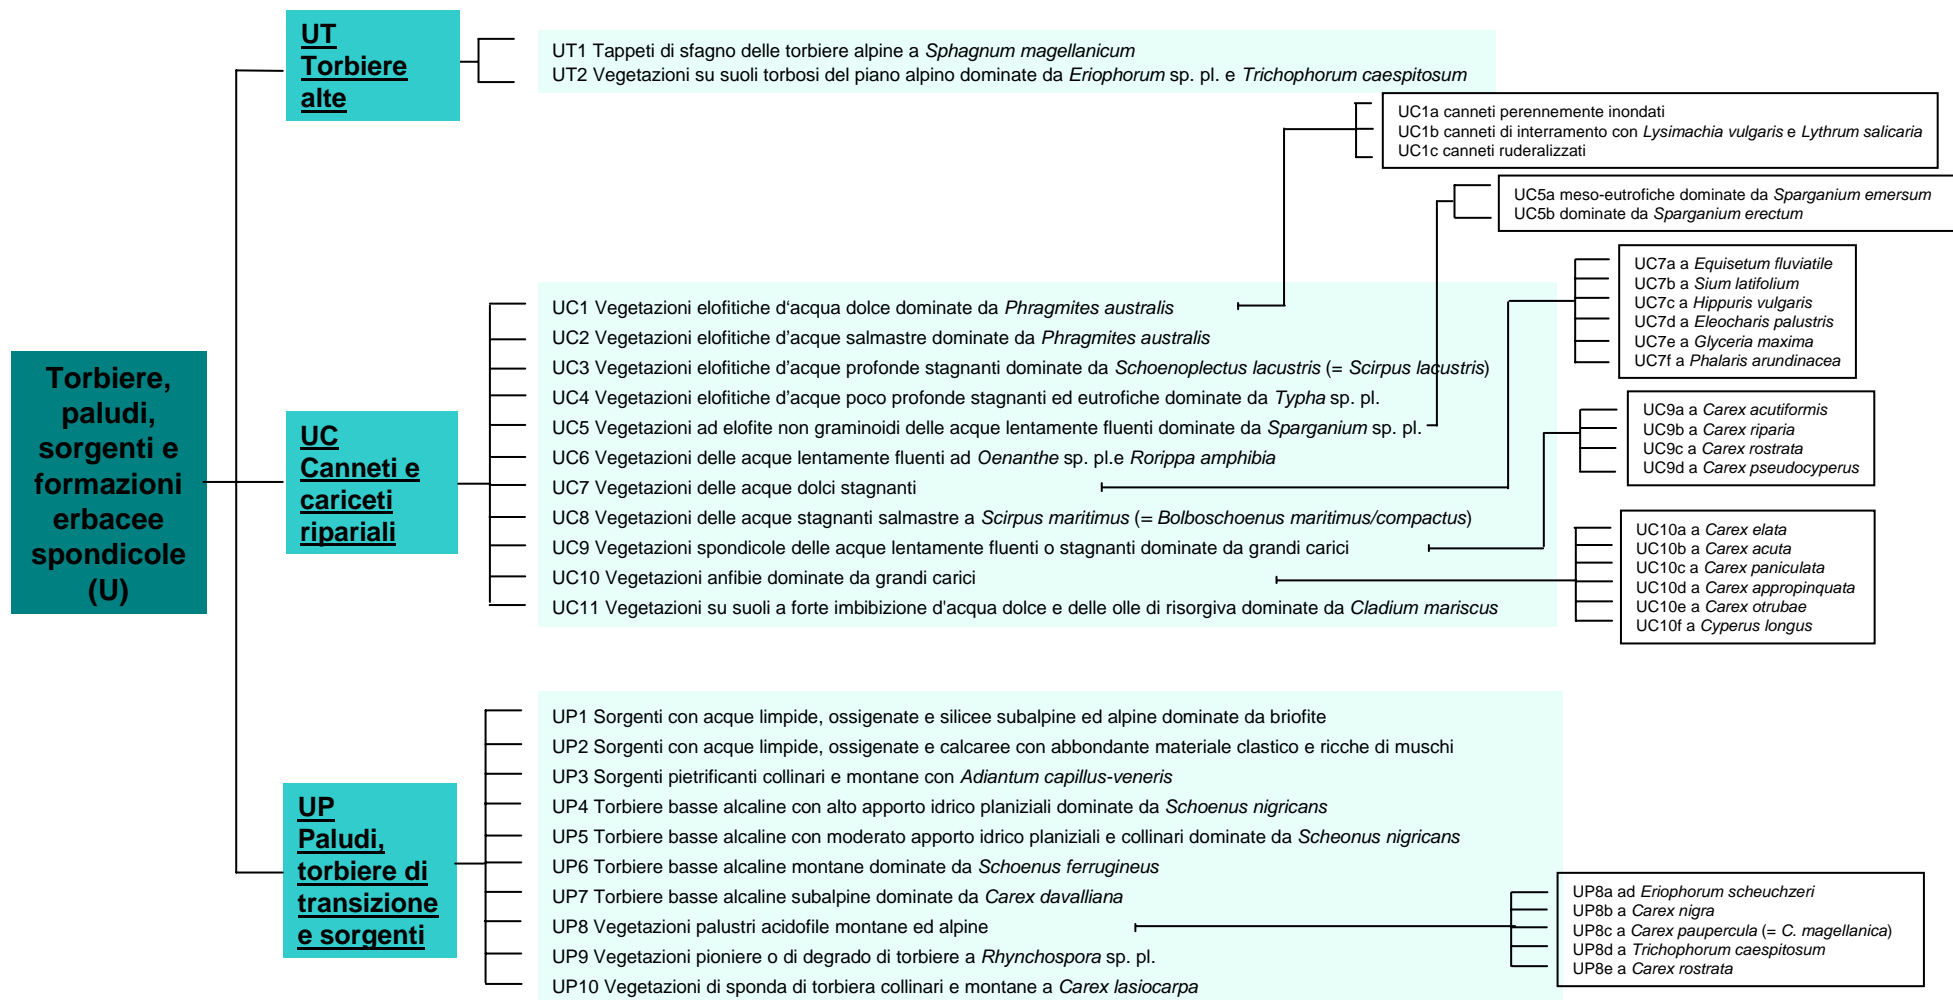 Torbiere,
paludi,
sorgenti e
formazioni
erbacee
spondicole
(U)
UT
Torbiere
alte
UT1 Tappeti di sfagno delle torbiere alpine a Sphagnum magellanicum
UT2 Vegetazioni su suoli torbosi del piano alpino dominate da Eriophorum sp. pl. e Trichophorum caespitosum
UC
Canneti e
cariceti
ripariali
UC1 Vegetazioni elofitiche d‘acqua dolce dominate da Phragmites australis
UC2 Vegetazioni elofitiche d'acque salmastre dominate da Phragmites australis
UC3 Vegetazioni elofitiche d'acque profonde stagnanti dominate da Schoenoplectus lacustris (= Scirpus lacustris)
UC4 Vegetazioni elofitiche d'acque poco profonde stagnanti ed eutrofiche dominate da Typha sp. pl.
UC5 Vegetazioni ad elofite non graminoidi delle acque lentamente fluenti dominate da Sparganium sp. pl.
UC6 Vegetazioni delle acque lentamente fluenti ad Oenanthe sp. pl.e Rorippa amphibia
UC7 Vegetazioni delle acque dolci stagnanti
UC8 Vegetazioni delle acque stagnanti salmastre a Scirpus maritimus (= Bolboschoenus maritimus/compactus)
UC9 Vegetazioni spondicole delle acque lentamente fluenti o stagnanti dominate da grandi carici
UC10 Vegetazioni anfibie dominate da grandi carici
UC11 Vegetazioni su suoli a forte imbibizione d'acqua dolce e delle olle di risorgiva dominate da Cladium mariscus
UC1a canneti perennemente inondati
UC1b canneti di interramento con Lysimachia vulgaris e Lythrum salicaria
UC1c canneti ruderalizzati
UC5a meso-eutrofiche dominate da Sparganium emersum
UC5b dominate da Sparganium erectum
UC7a a Equisetum fluviatile
UC7b a Sium latifolium
UC7c a Hippuris vulgaris
UC7d a Eleocharis palustris
UC7e a Glyceria maxima
UC7f a Phalaris arundinacea
UC9a a Carex acutiformis
UC9b a Carex riparia
UC9c a Carex rostrata
UC9d a Carex pseudocyperus
UC10a a Carex elata
UC10b a Carex acuta
UC10c a Carex paniculata
UC10d a Carex appropinquata
UC10e a Carex otrubae
UC10f a Cyperus longus
UP
Paludi,
torbiere di
transizione
e sorgenti
UP1 Sorgenti con acque limpide, ossigenate e silicee subalpine ed alpine dominate da briofite
UP2 Sorgenti con acque limpide, ossigenate e calcaree con abbondante materiale clastico e ricche di muschi
UP3 Sorgenti pietrificanti collinari e montane con Adiantum capillus-veneris
UP4 Torbiere basse alcaline con alto apporto idrico planiziali dominate da Schoenus nigricans
UP5 Torbiere basse alcaline con moderato apporto idrico planiziali e collinari dominate da Scheonus nigricans
UP6 Torbiere basse alcaline montane dominate da Schoenus ferrugineus
UP7 Torbiere basse alcaline subalpine dominate da Carex davalliana
UP8 Vegetazioni palustri acidofile montane ed alpine
UP9 Vegetazioni pioniere o di degrado di torbiere a Rhynchospora sp. pl.
UP10 Vegetazioni di sponda di torbiera collinari e montane a Carex lasiocarpa
UP8a ad Eriophorum scheuchzeri
UP8b a Carex nigra
UP8c a Carex paupercula (= C. magellanica)
UP8d a Trichophorum caespitosum
UP8e a Carex rostrata